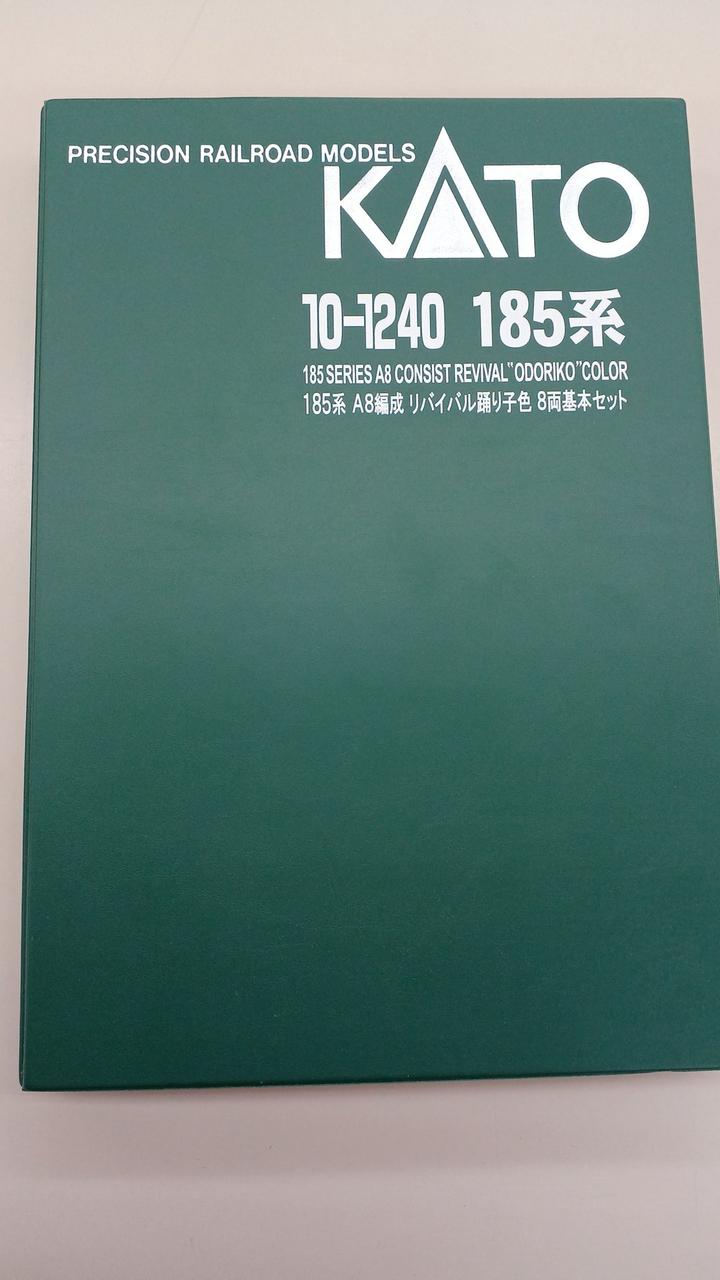 PRECISION RAILROAD MODELS
KATO
10-1240 185系
185 SERIES A8 CONSIST REVIVAL "ODORIKO" COLOR
185系 A8編成 リバイバル踊り子色 8両基本セット